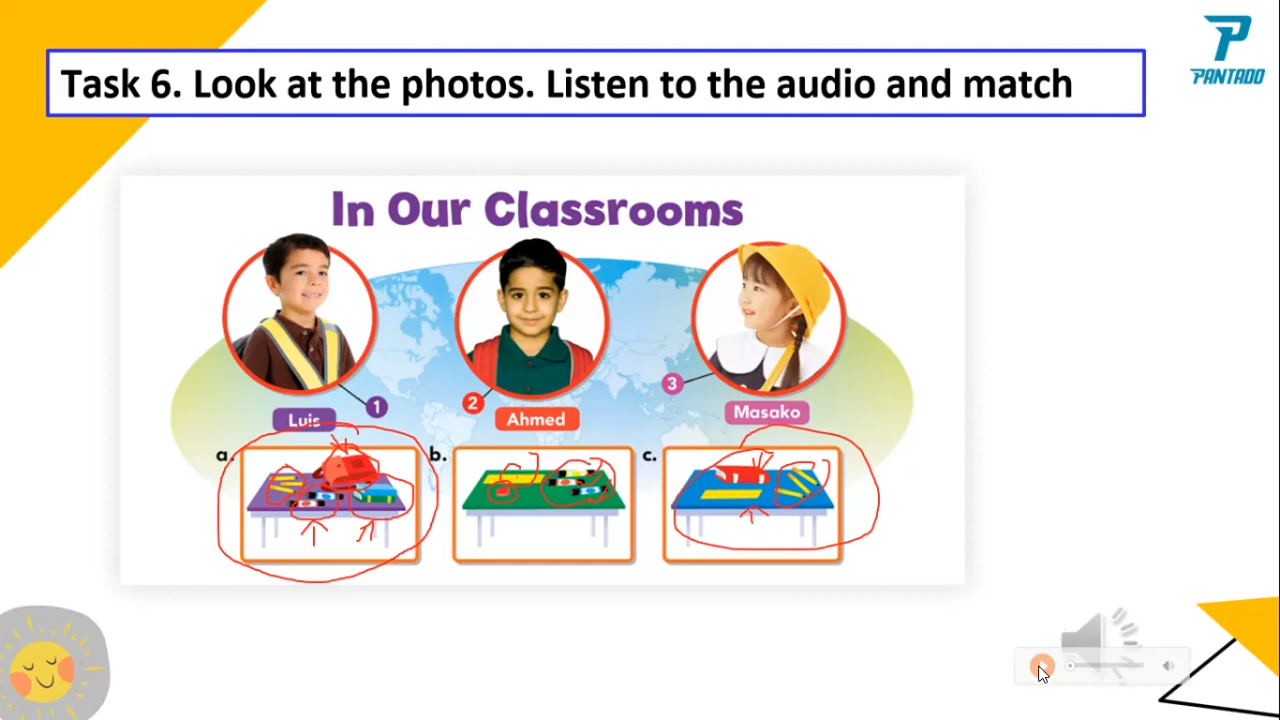 PANTADO
Task 6. Look at the photos. Listen to the audio and match
In Our Classrooms
1
2
3
Luis
Ahmed
Masako
a.
b.
c.